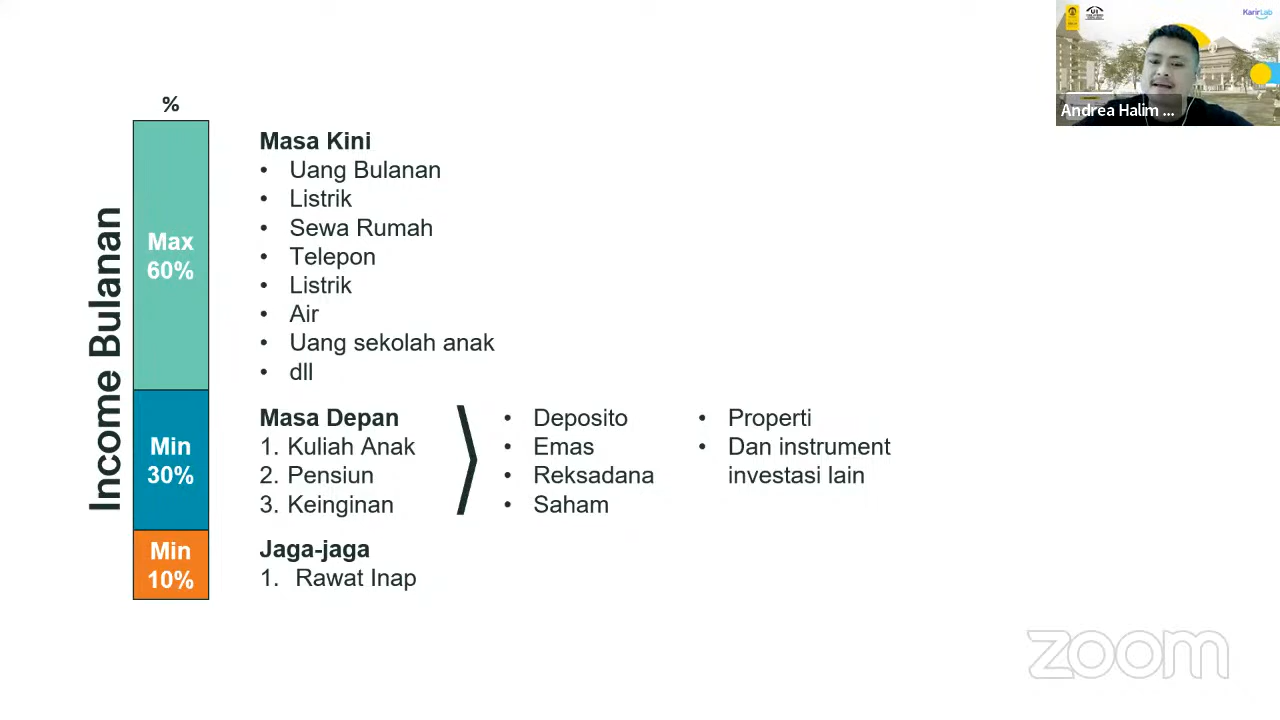 KarirLab
Andrea Halim ...
%
Income Bulanan
Max
60%
Masa Kini
• Uang Bulanan
• Listrik
• Sewa Rumah
• Telepon
• Listrik
• Air
• Uang sekolah anak
• dll
Min
30%
Masa Depan
1. Kuliah Anak
2. Pensiun
3. Keinginan
• Deposito
• Emas
• Reksadana
• Saham
• Properti
• Dan instrument
investasi lain
Min
10%
Jaga-jaga
1. Rawat Inap
zoom